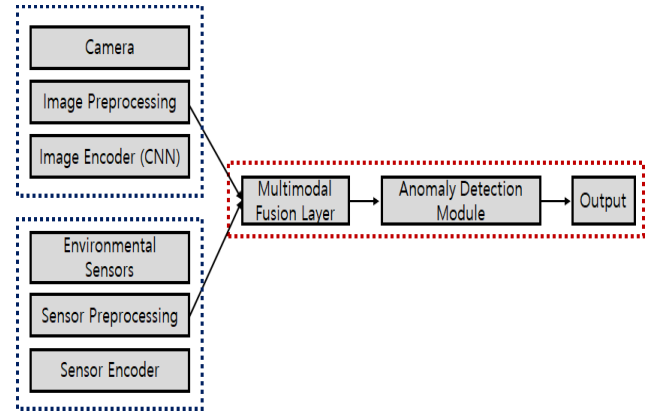 Camera
Image Preprocessing
Image Encoder (CNN)
Environmental
Sensors
Sensor Preprocessing
Sensor Encoder
Multimodal
Fusion Layer
Anomaly Detection
Module
Output